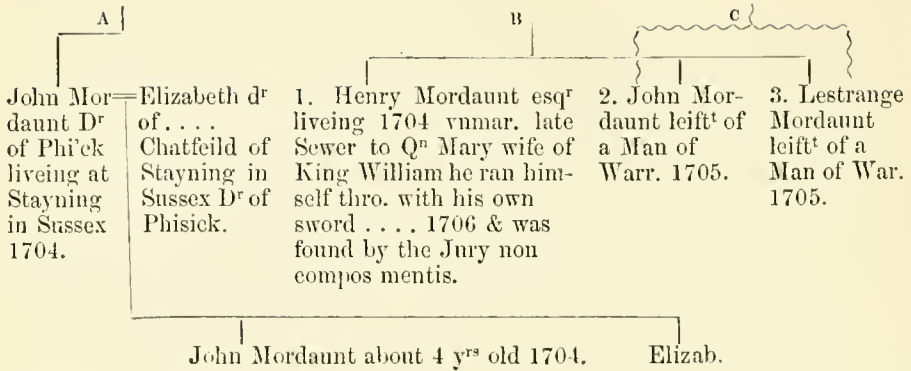 A
B
C
John Mor=
daunt Dʳ
of Phi'ck
liveing at
Stayning
in Sussex
1704.
Elizabeth dʳ
of. . . .
Chatfeild of
Stayning in
Sussex Dʳ of
Phisick.
1. Henry Mordaunt esqʳ
liveing 1704 vnmar. late
Sewer to Qⁿ Mary wife of
King William he ran him-
self thro. with his own
sword . . . . 1706 & was
found by the Jury non
compos mentis.
2. John Mor-
daunt leiftᵗ of
a Man of
Warr. 1705.
3. Lestrange
Mordaunt
leiftᵗ of a
Man of War.
1705.
John Mordaunt about 4 yʳˢ old 1704.
Elizab.